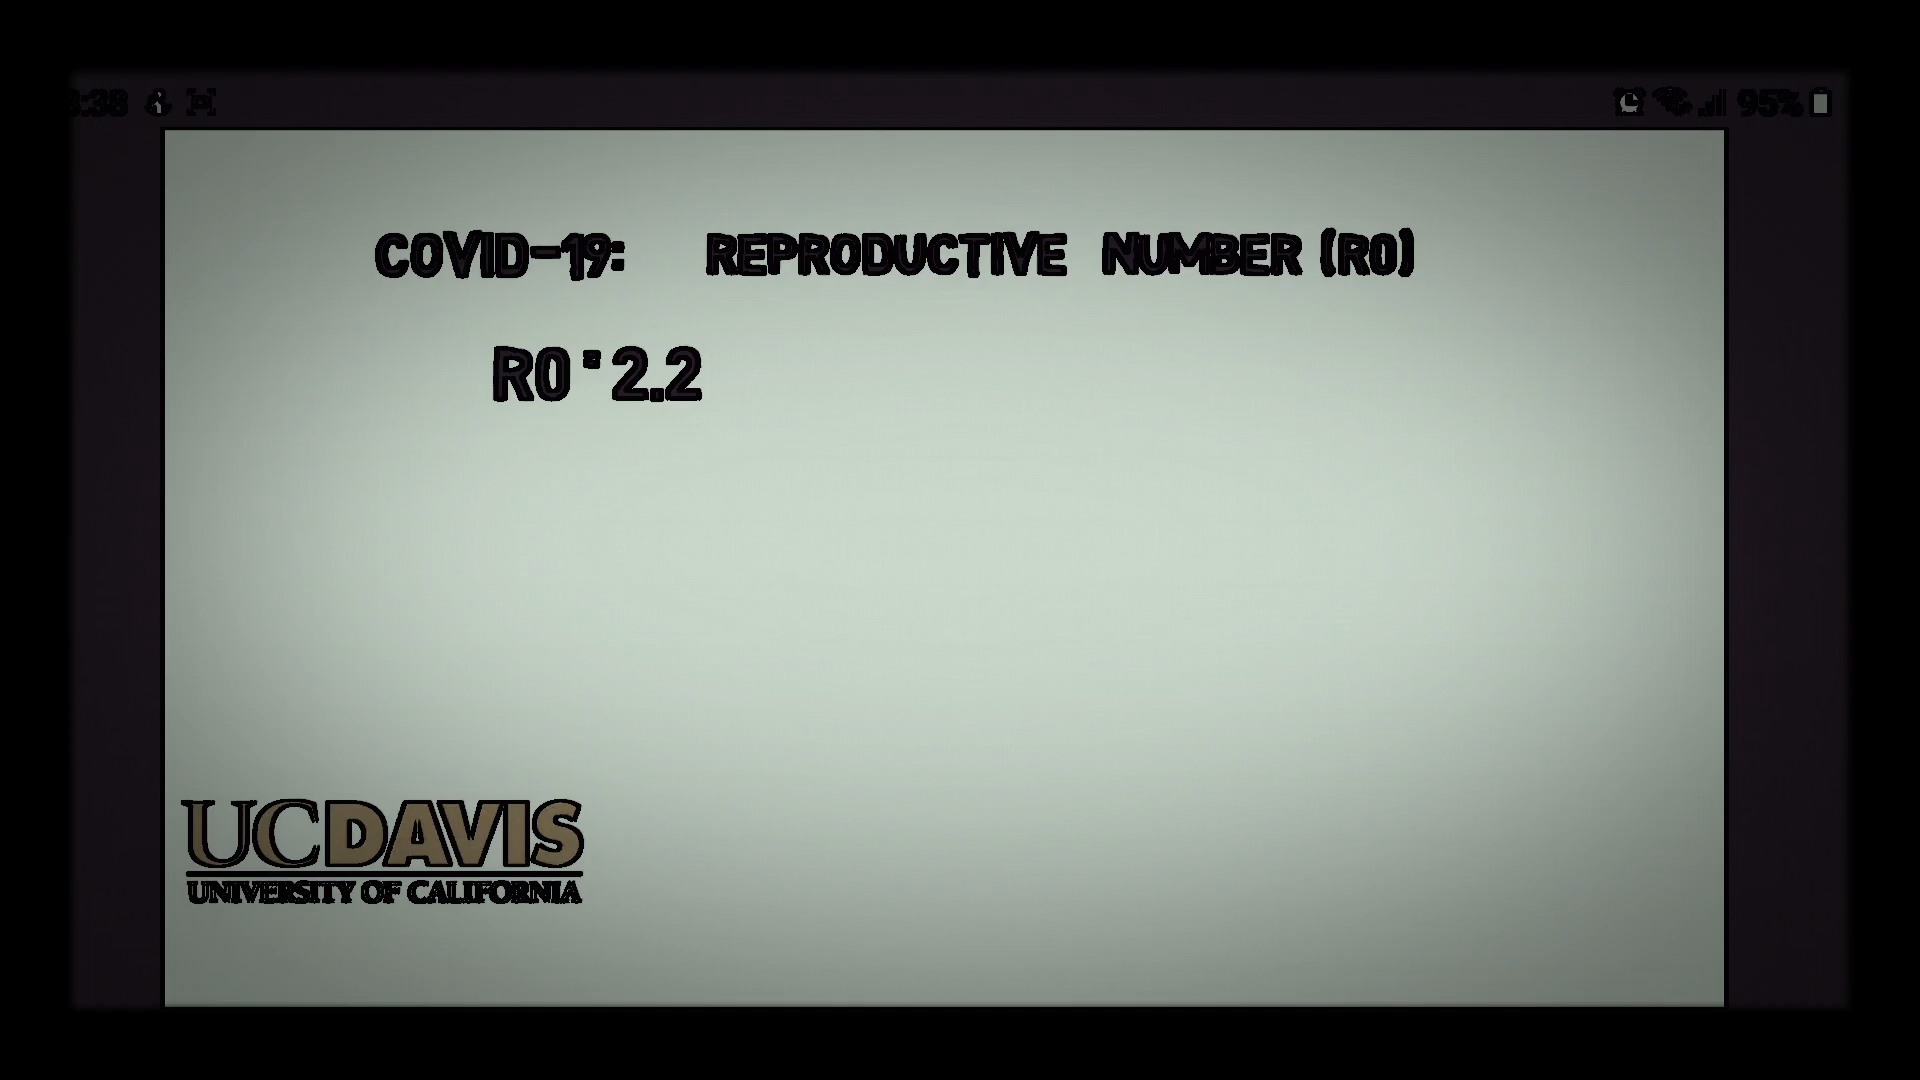 95%
COVID-19: REPRODUCTIVE NUMBER (R0)
R0 = 2.2
UCDAVIS
UNIVERSITY OF CALIFORNIA